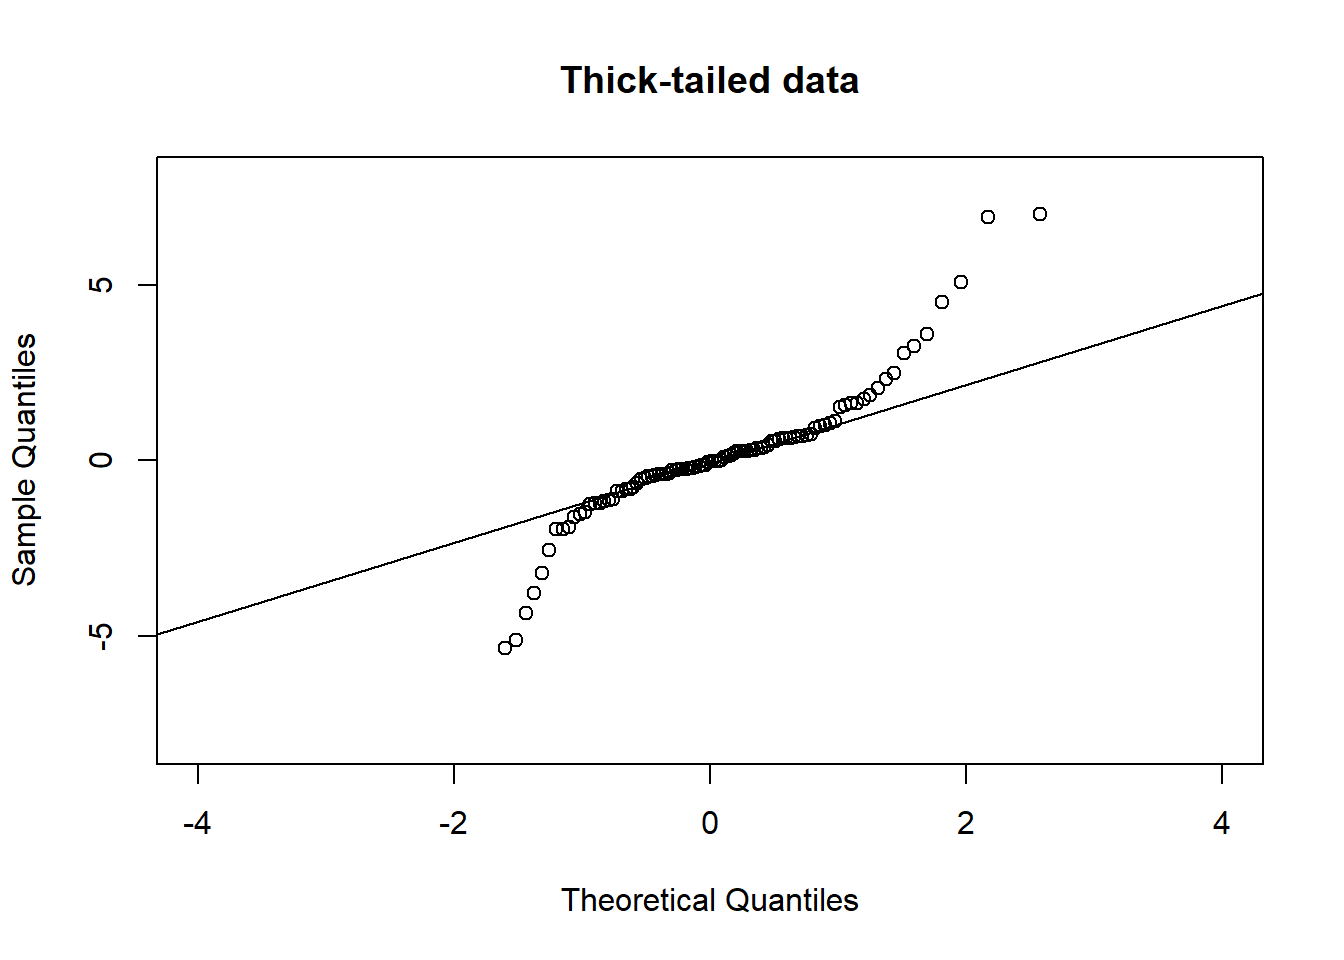 Thick-tailed data
Sample Quantiles
5
0
-5
-4 -2 0 2 4
Theoretical Quantiles